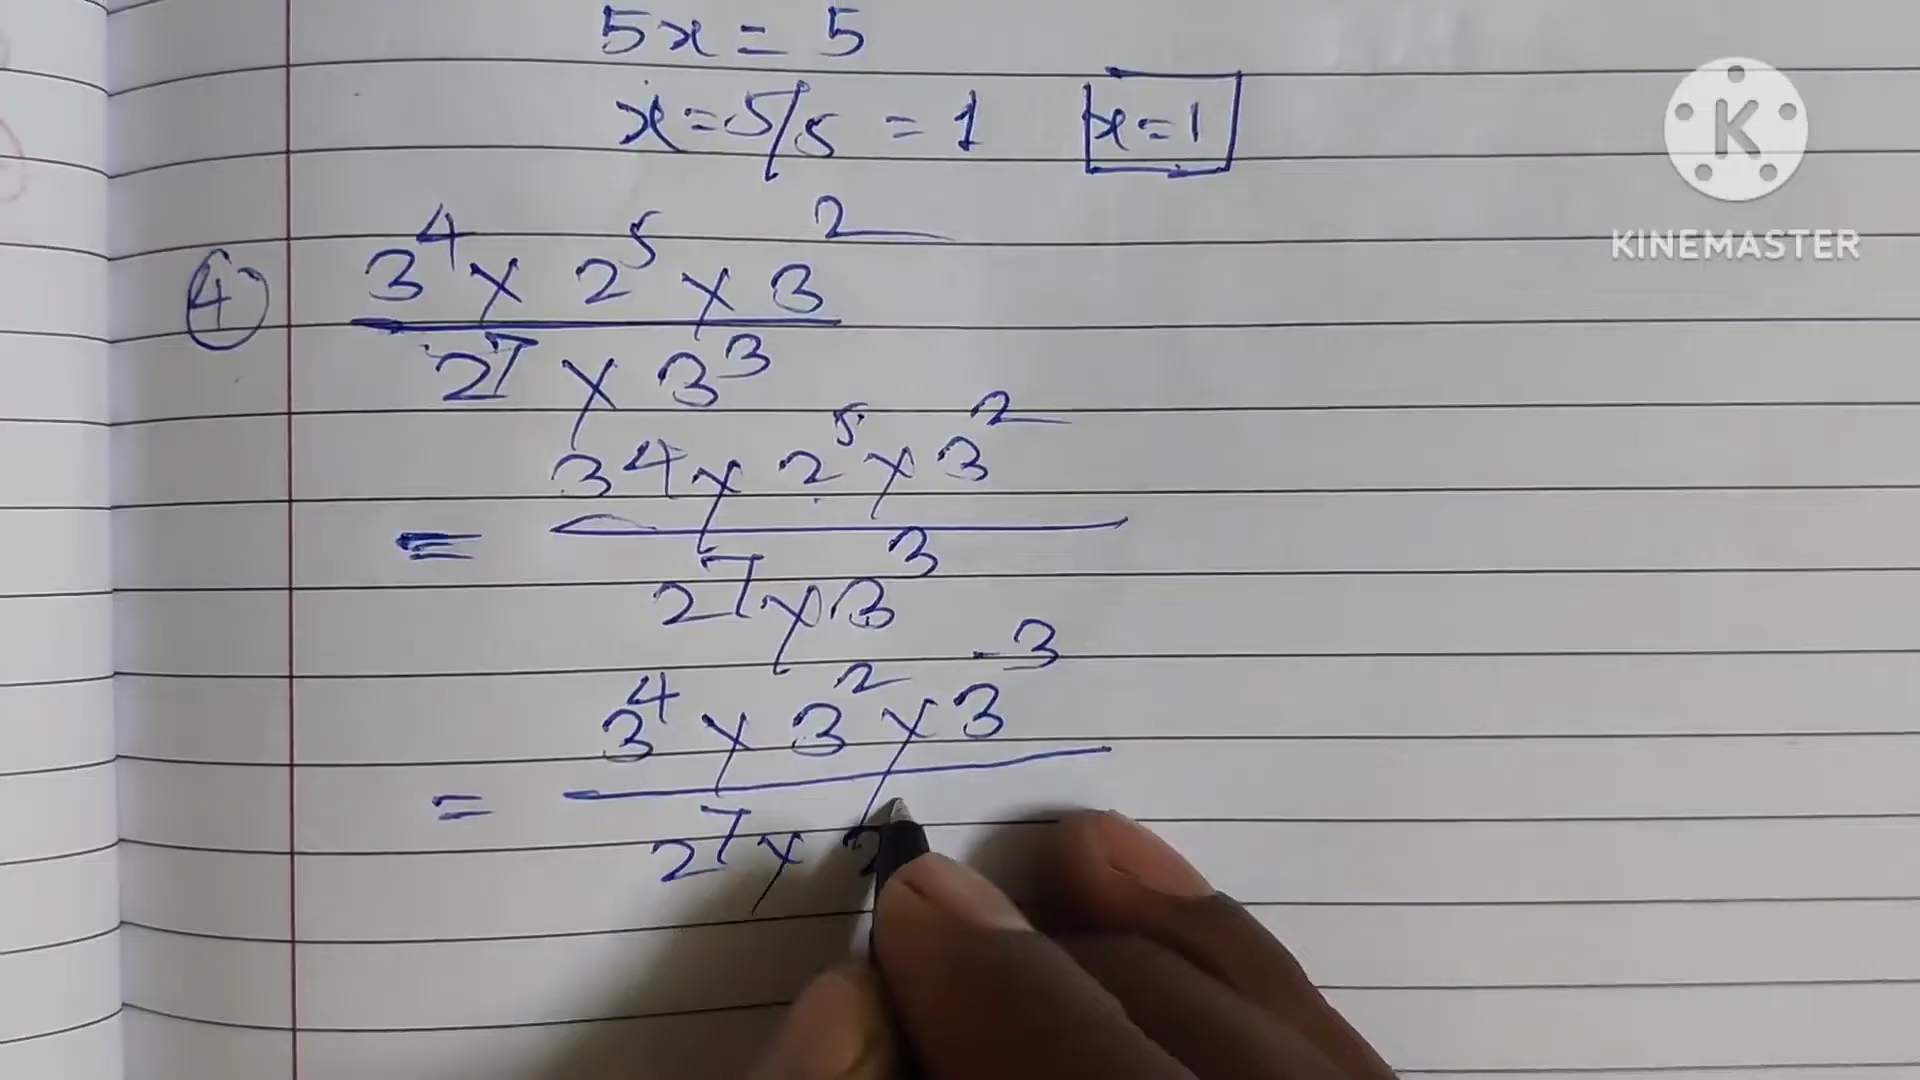 5x = 5
x = 5/5 = 1 x = 1
④ 3⁴ × 2⁵ × 3²
2⁷ × 3³
= 3⁴ × 2⁵ × 3²
2⁷ × 3³
= 3⁴ × 3² × 3⁻³
2⁷ × 2
K
KINEMASTER